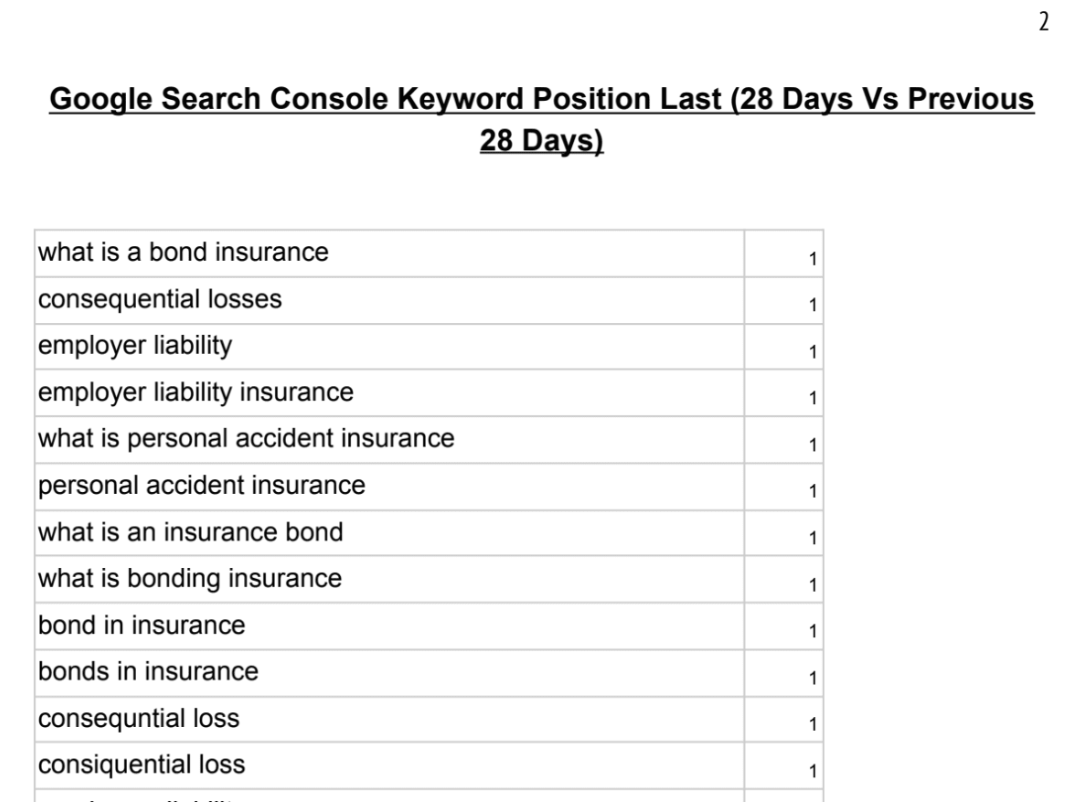 2
Google Search Console Keyword Position Last (28 Days Vs Previous
28 Days)
what is a bond insurance 1
consequential losses 1
employer liability 1
employer liability insurance 1
what is personal accident insurance 1
personal accident insurance 1
what is an insurance bond 1
what is bonding insurance 1
bond in insurance 1
bonds in insurance 1
consequntial loss 1
consiquential loss 1